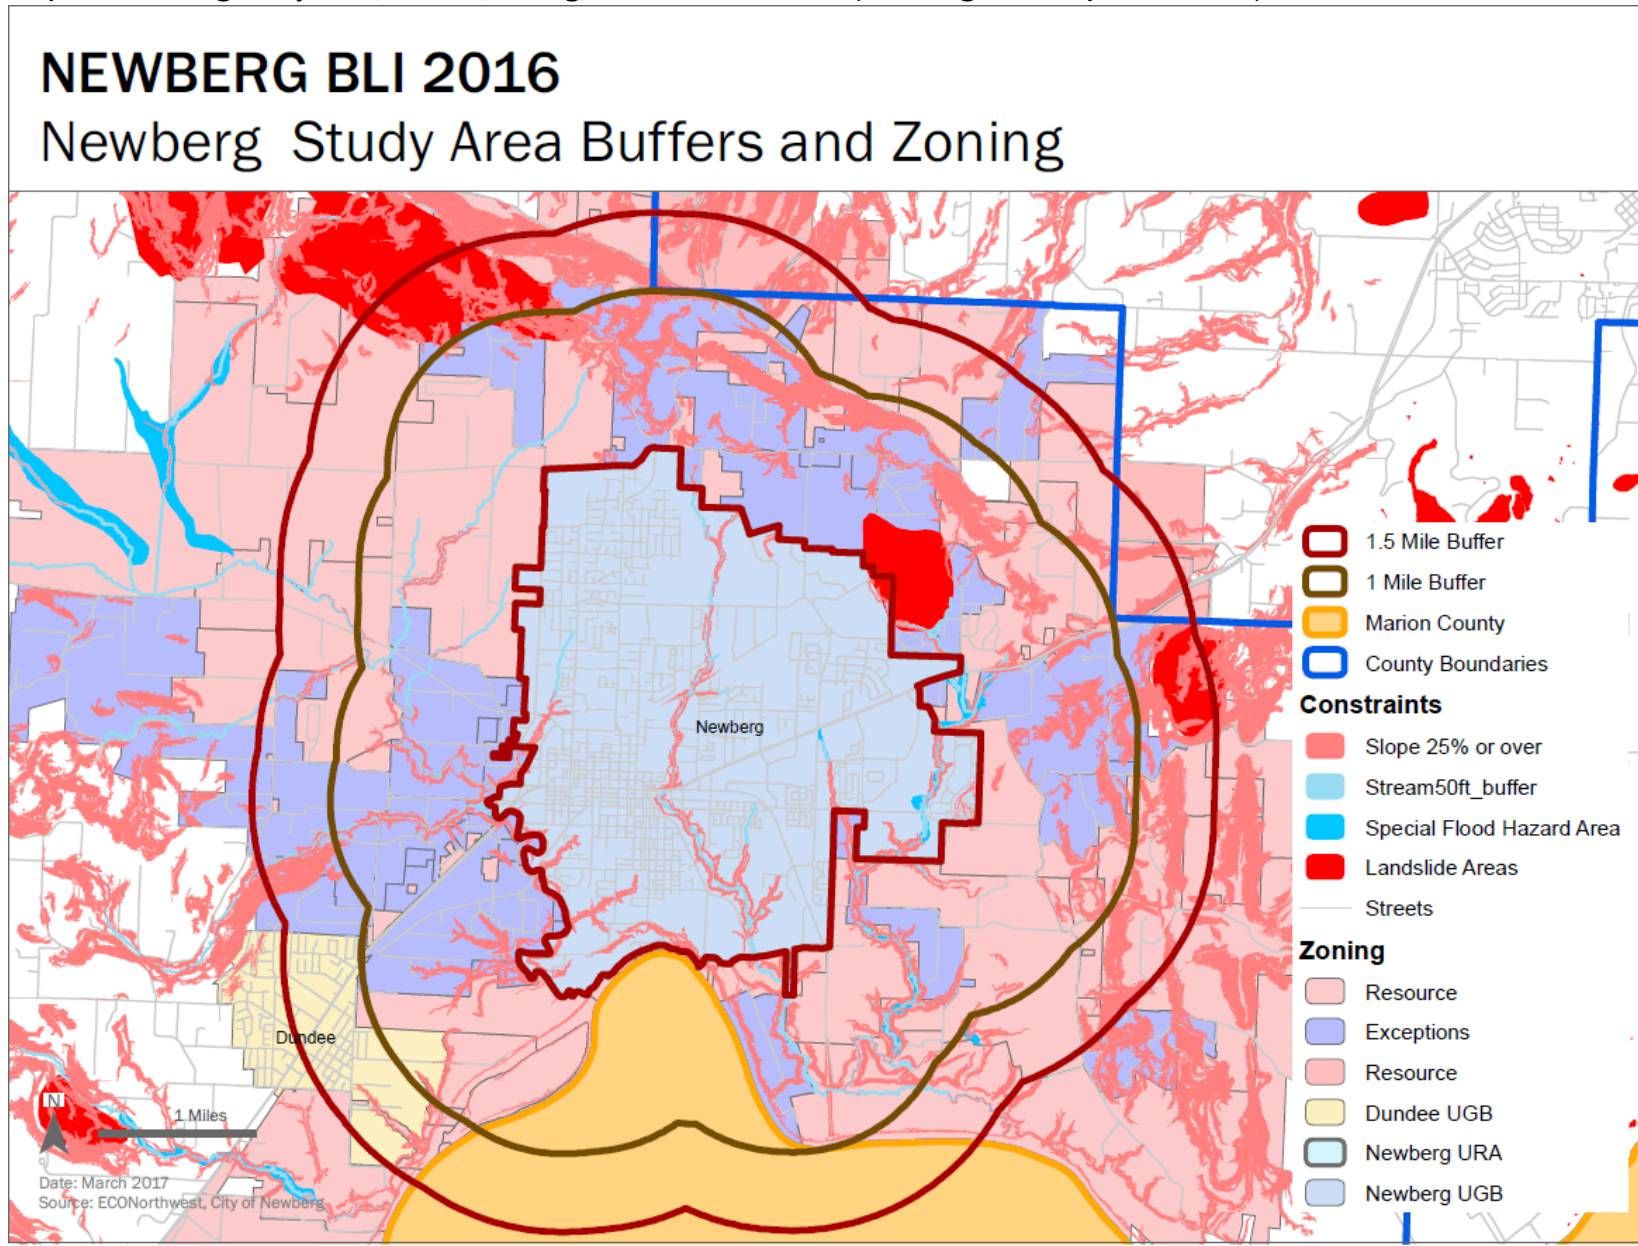 NEWBERG BLI 2016
Newberg Study Area Buffers and Zoning
Newberg
Dundee
N
1 Miles
Date: March 2017
Source: ECONorthwest, City of Newberg
1.5 Mile Buffer
1 Mile Buffer
Marion County
County Boundaries
Constraints
Slope 25% or over
Stream50ft_buffer
Special Flood Hazard Area
Landslide Areas
Streets
Zoning
Resource
Exceptions
Resource
Dundee UGB
Newberg URA
Newberg UGB